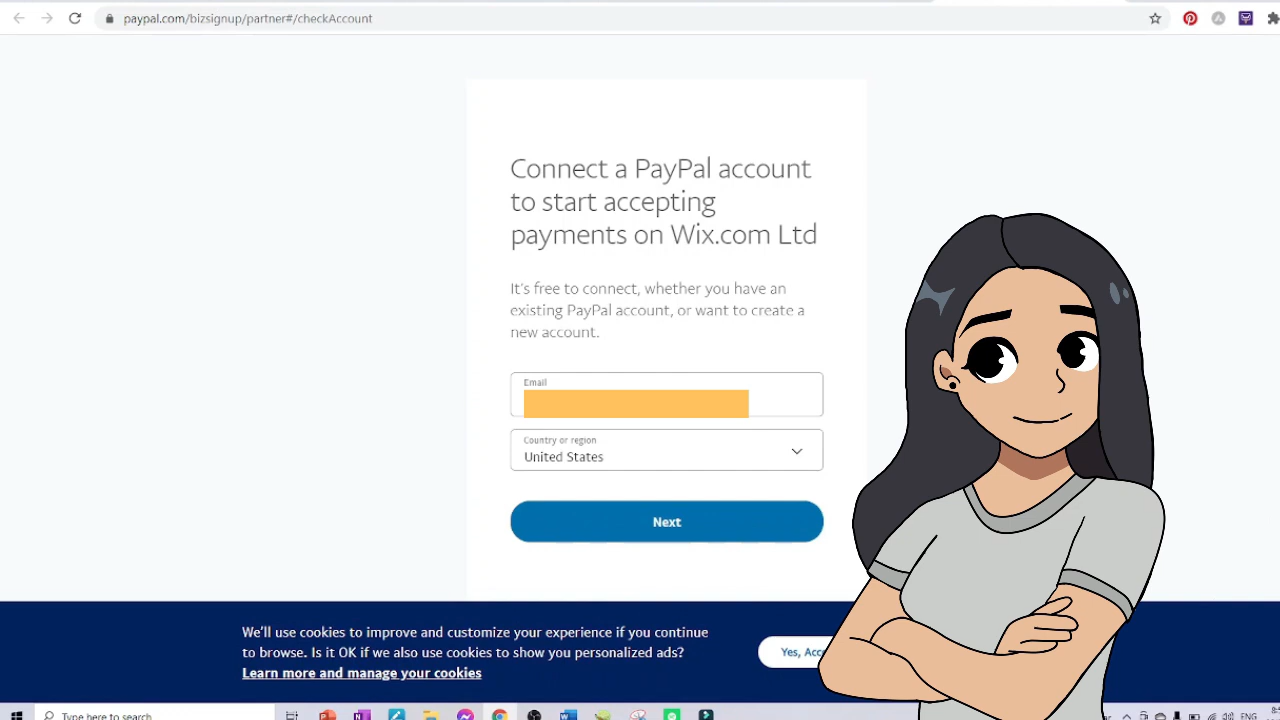 paypal.com/bizsignup/partner#/checkAccount
Connect a PayPal account
to start accepting
payments on Wix.com Ltd
It's free to connect, whether you have an
existing PayPal account, or want to create a
new account.
Email
Country or region
United States
Next
We'll use cookies to improve and customize your experience if you continue
to browse. Is it OK if we also use cookies to show you personalized ads?
Learn more and manage your cookies
Yes,
Type here to search
ENG